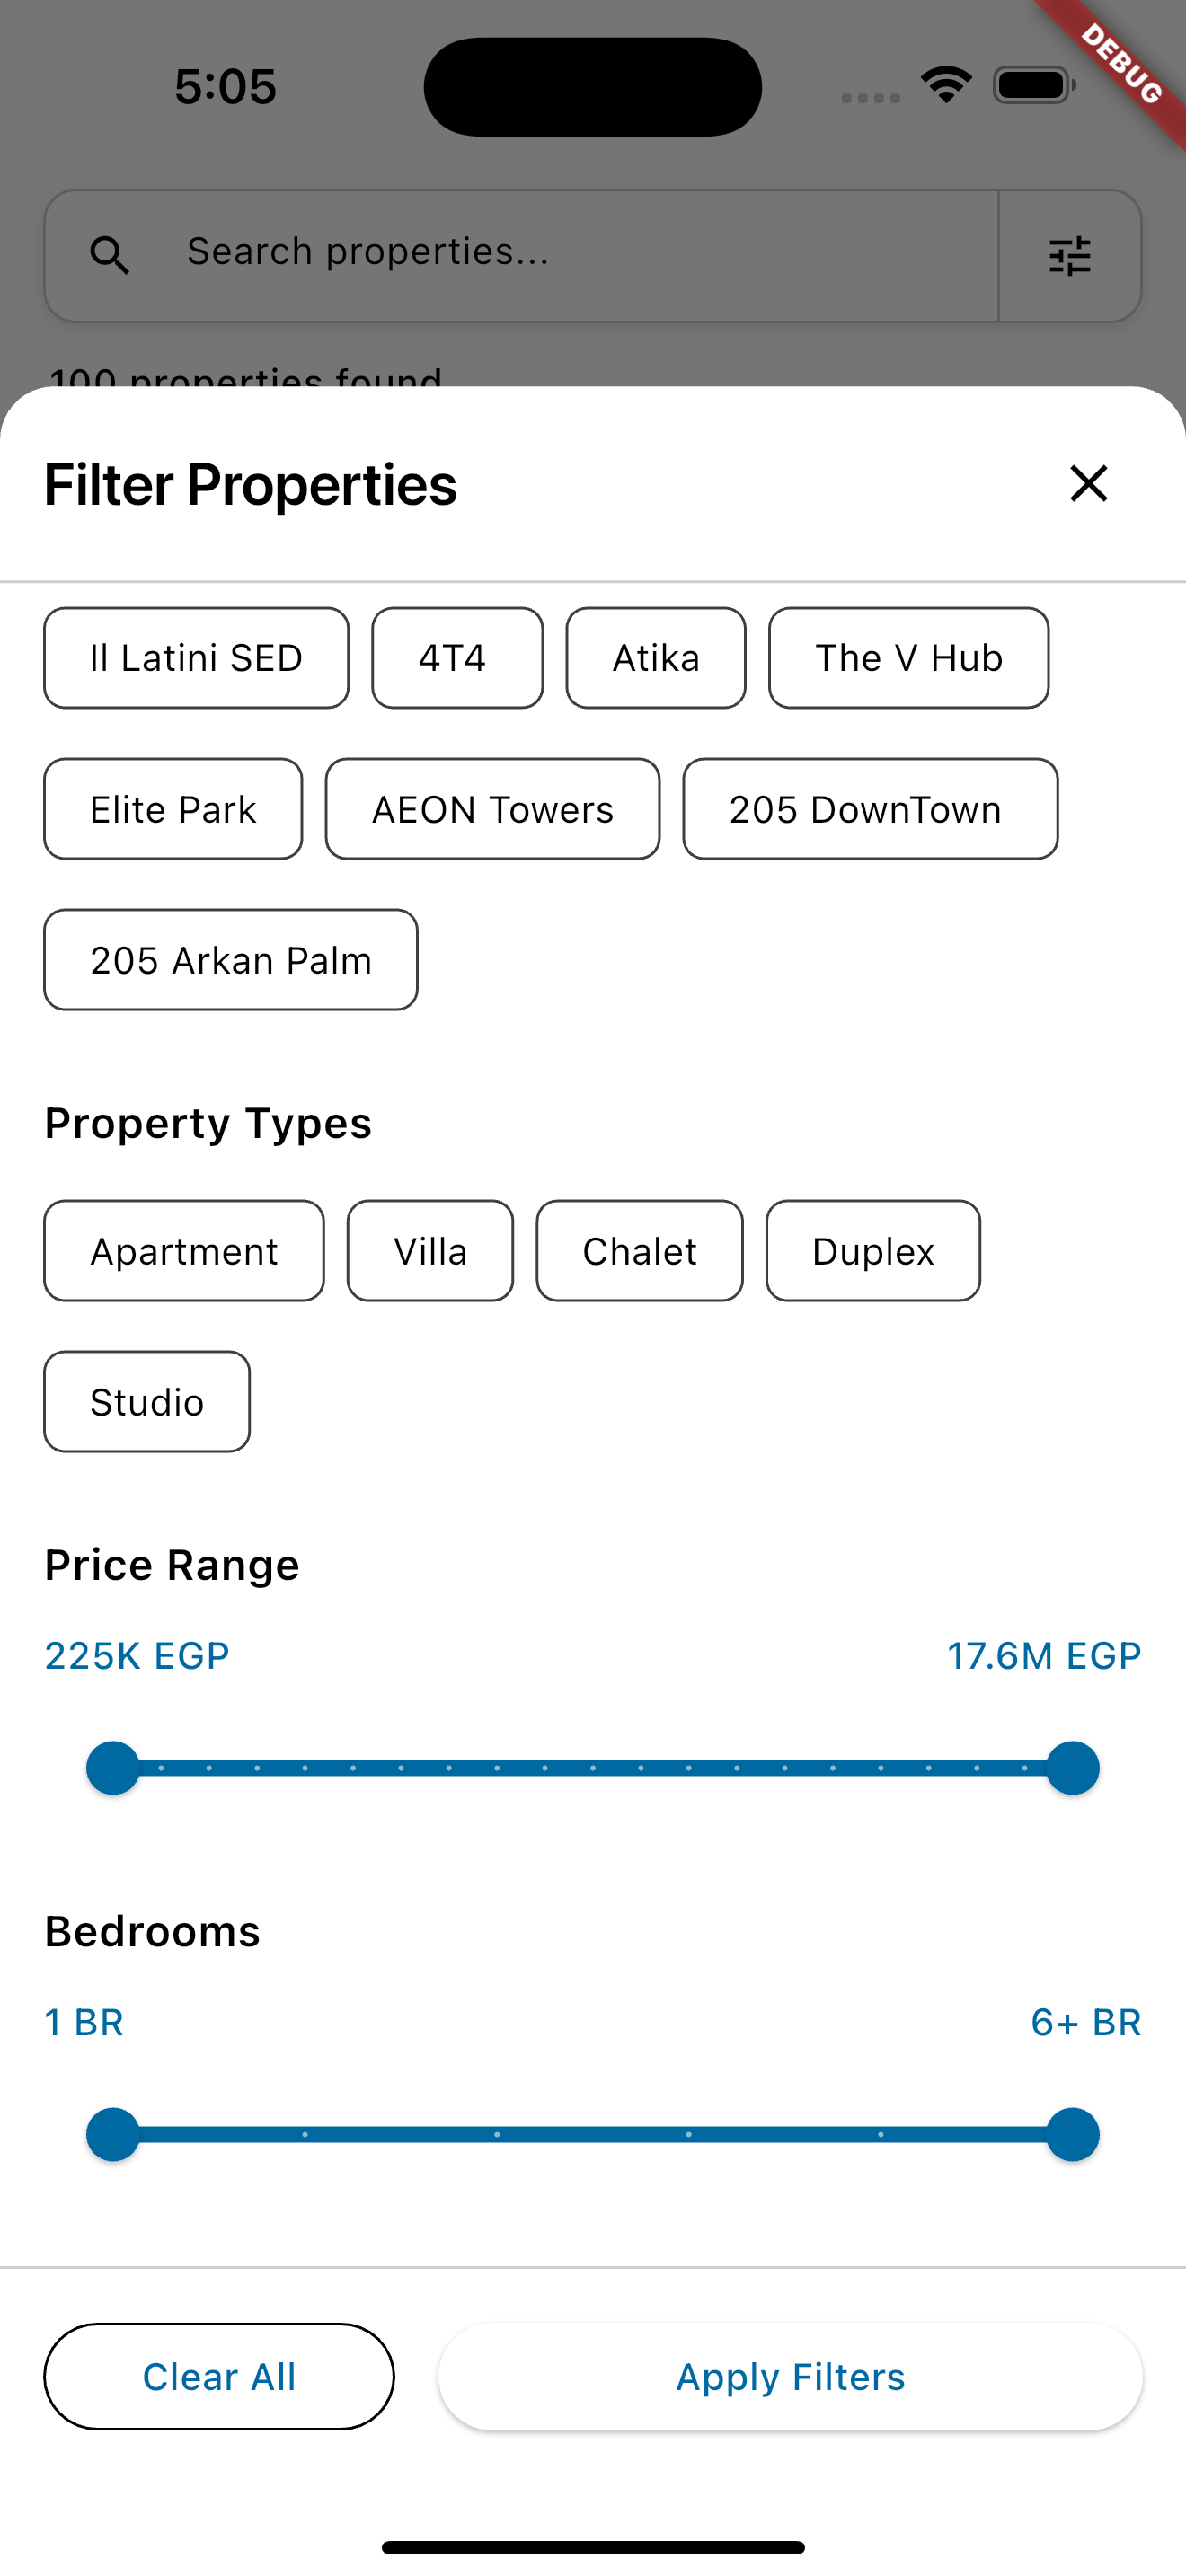 5:05
DEBUG
Search properties...
100 properties found
Filter Properties
Il Latini SED 4T4 Atika The V Hub
Elite Park AEON Towers 205 DownTown
205 Arkan Palm
Property Types
Apartment Villa Chalet Duplex
Studio
Price Range
225K EGP 17.6M EGP
Bedrooms
1 BR 6+ BR
Clear All Apply Filters